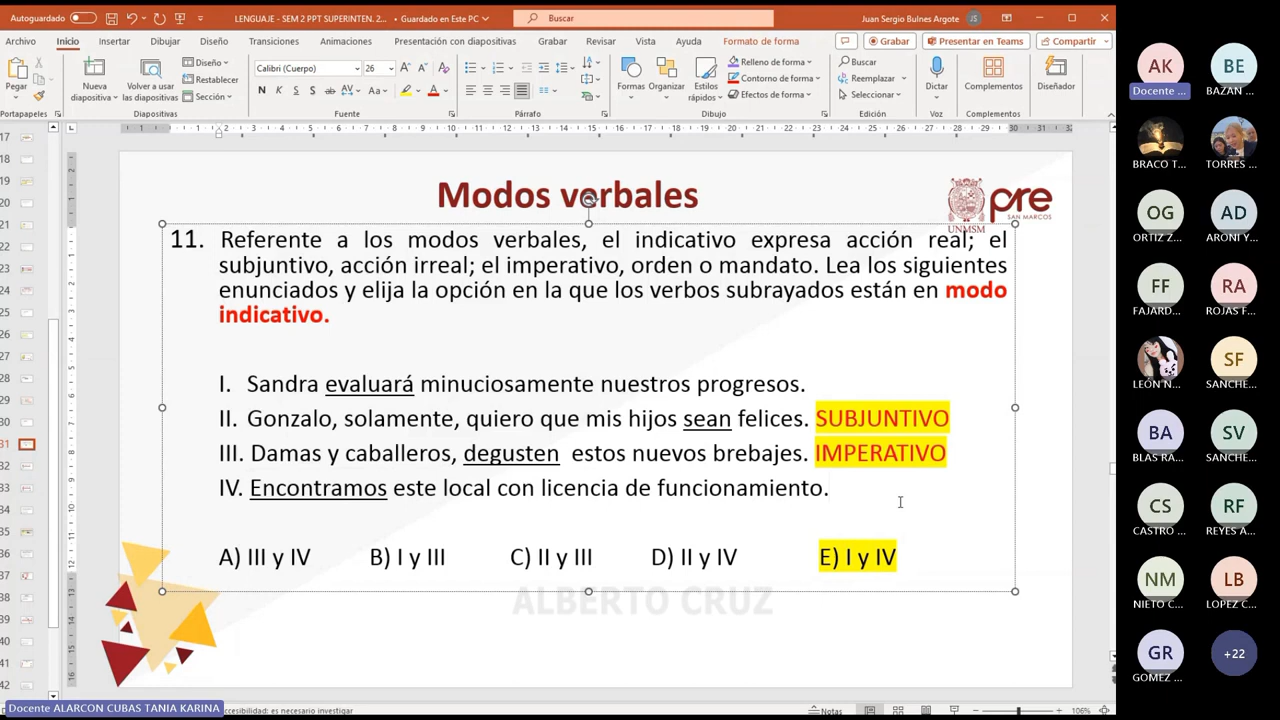 Autoguardado
LENGUAJE - SEM 2 PPT SUPERINTEN. 2... • Guardado en Este PC
Buscar
Juan Sergio Bulnes Argote
JS
Archivo Inicio Insertar Dibujar Diseño Transiciones Animaciones Presentación con diapositivas Grabar Revisar Vista Ayuda Formato de forma
Grabar
Presentar en Teams
Compartir
Pegar
Nueva diapositiva
Volver a usar las diapositivas
Diseño
Restablecer
Sección
Calibri (Cuerpo) 26
Formas
Organizar
Estilos rápidos
Relleno de forma
Contorno de forma
Efectos de forma
Buscar
Reemplazar
Seleccionar
Dictar
Complementos
Diseñador
Portapapeles Diapositivas Fuente Párrafo Dibujo Edición Voz Complementos
Modos verbales
UNMSM
pre
SAN MARCOS
11. Referente a los modos verbales, el indicativo expresa acción real; el
subjuntivo, acción irreal; el imperativo, orden o mandato. Lea los siguientes
enunciados y elija la opción en la que los verbos subrayados están en modo
indicativo.
I. Sandra evaluará minuciosamente nuestros progresos.
II. Gonzalo, solamente, quiero que mis hijos sean felices. SUBJUNTIVO
III. Damas y caballeros, degusten estos nuevos brebajes. IMPERATIVO
IV. Encontramos este local con licencia de funcionamiento.
A) III y IV B) I y III C) II y III D) II y IV E) I y IV
ALBERTO CRUZ
Docente ALARCON CUBAS TANIA KARINA
accesibilidad: es necesario investigar
Notas
106%
AK
Docente ...
BE
BAZAN ...
BRACO T...
TORRES ...
OG
ORTIZ Z...
AD
ARONI Y...
FF
FAJARD...
RA
ROJAS F...
LEÓN N...
SF
SANCHE...
BA
BLAS RA...
SV
SANCHE...
CS
CASTRO ...
RF
REYES A...
NM
NIETO C...
LB
LOPEZ C...
GR
GOMEZ ...
+22